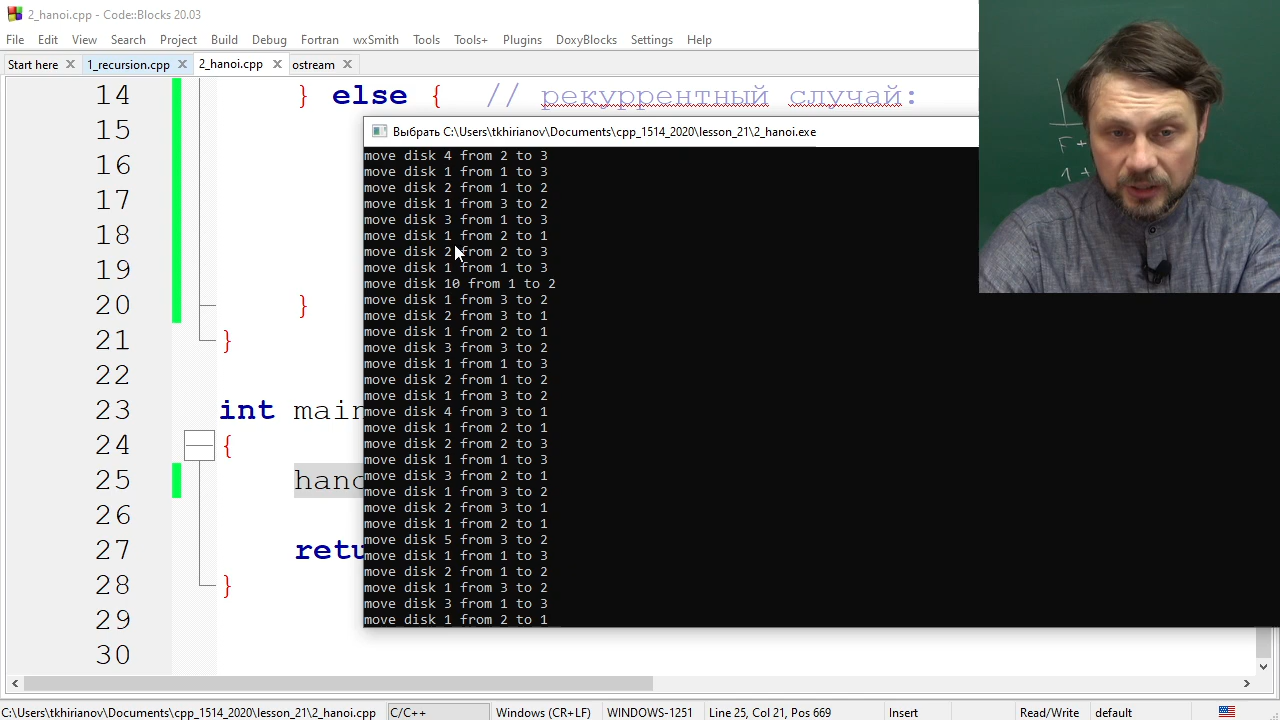 2_hanoi.cpp - Code::Blocks 20.03
File Edit View Search Project Build Debug Fortran wxSmith Tools Tools+ Plugins DoxyBlocks Settings Help
Start here 1_recursion.cpp 2_hanoi.cpp ostream
14 } else { // рекуррентный случай:
15
16
17
18
19
20 }
21 }
22
23 int main
24 {
25 hano
26
27 retu
28 }
29
30
Выбрать C:\Users\tkhirianov\Documents\cpp_1514_2020\lesson_21\2_hanoi.exe
move disk 4 from 2 to 3
move disk 1 from 1 to 3
move disk 2 from 1 to 2
move disk 1 from 3 to 2
move disk 3 from 1 to 3
move disk 1 from 2 to 1
move disk 2 from 2 to 3
move disk 1 from 1 to 3
move disk 10 from 1 to 2
move disk 1 from 3 to 2
move disk 2 from 3 to 1
move disk 1 from 2 to 1
move disk 3 from 3 to 2
move disk 1 from 1 to 3
move disk 2 from 1 to 2
move disk 1 from 3 to 2
move disk 4 from 3 to 1
move disk 1 from 2 to 1
move disk 2 from 2 to 3
move disk 1 from 1 to 3
move disk 3 from 2 to 1
move disk 1 from 3 to 2
move disk 2 from 3 to 1
move disk 1 from 2 to 1
move disk 5 from 3 to 2
move disk 1 from 1 to 3
move disk 2 from 1 to 2
move disk 1 from 3 to 2
move disk 3 from 1 to 3
move disk 1 from 2 to 1
F +
1 +
C:\Users\tkhirianov\Documents\cpp_1514_2020\lesson_21\2_hanoi.cpp C/C++ Windows (CR+LF) WINDOWS-1251 Line 25, Col 21, Pos 669 Insert Read/Write default